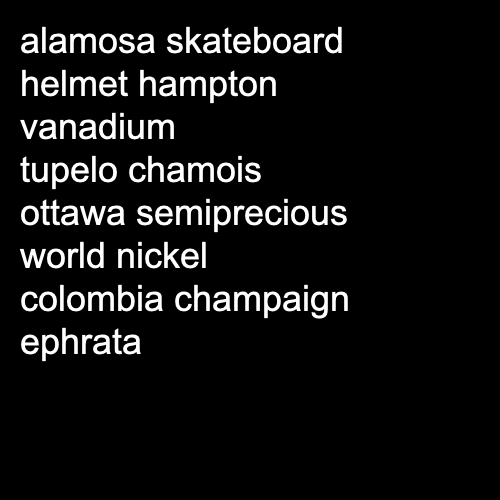 alamosa skateboard
helmet hampton
vanadium
tupelo chamois
ottawa semiprecious
world nickel
colombia champaign
ephrata